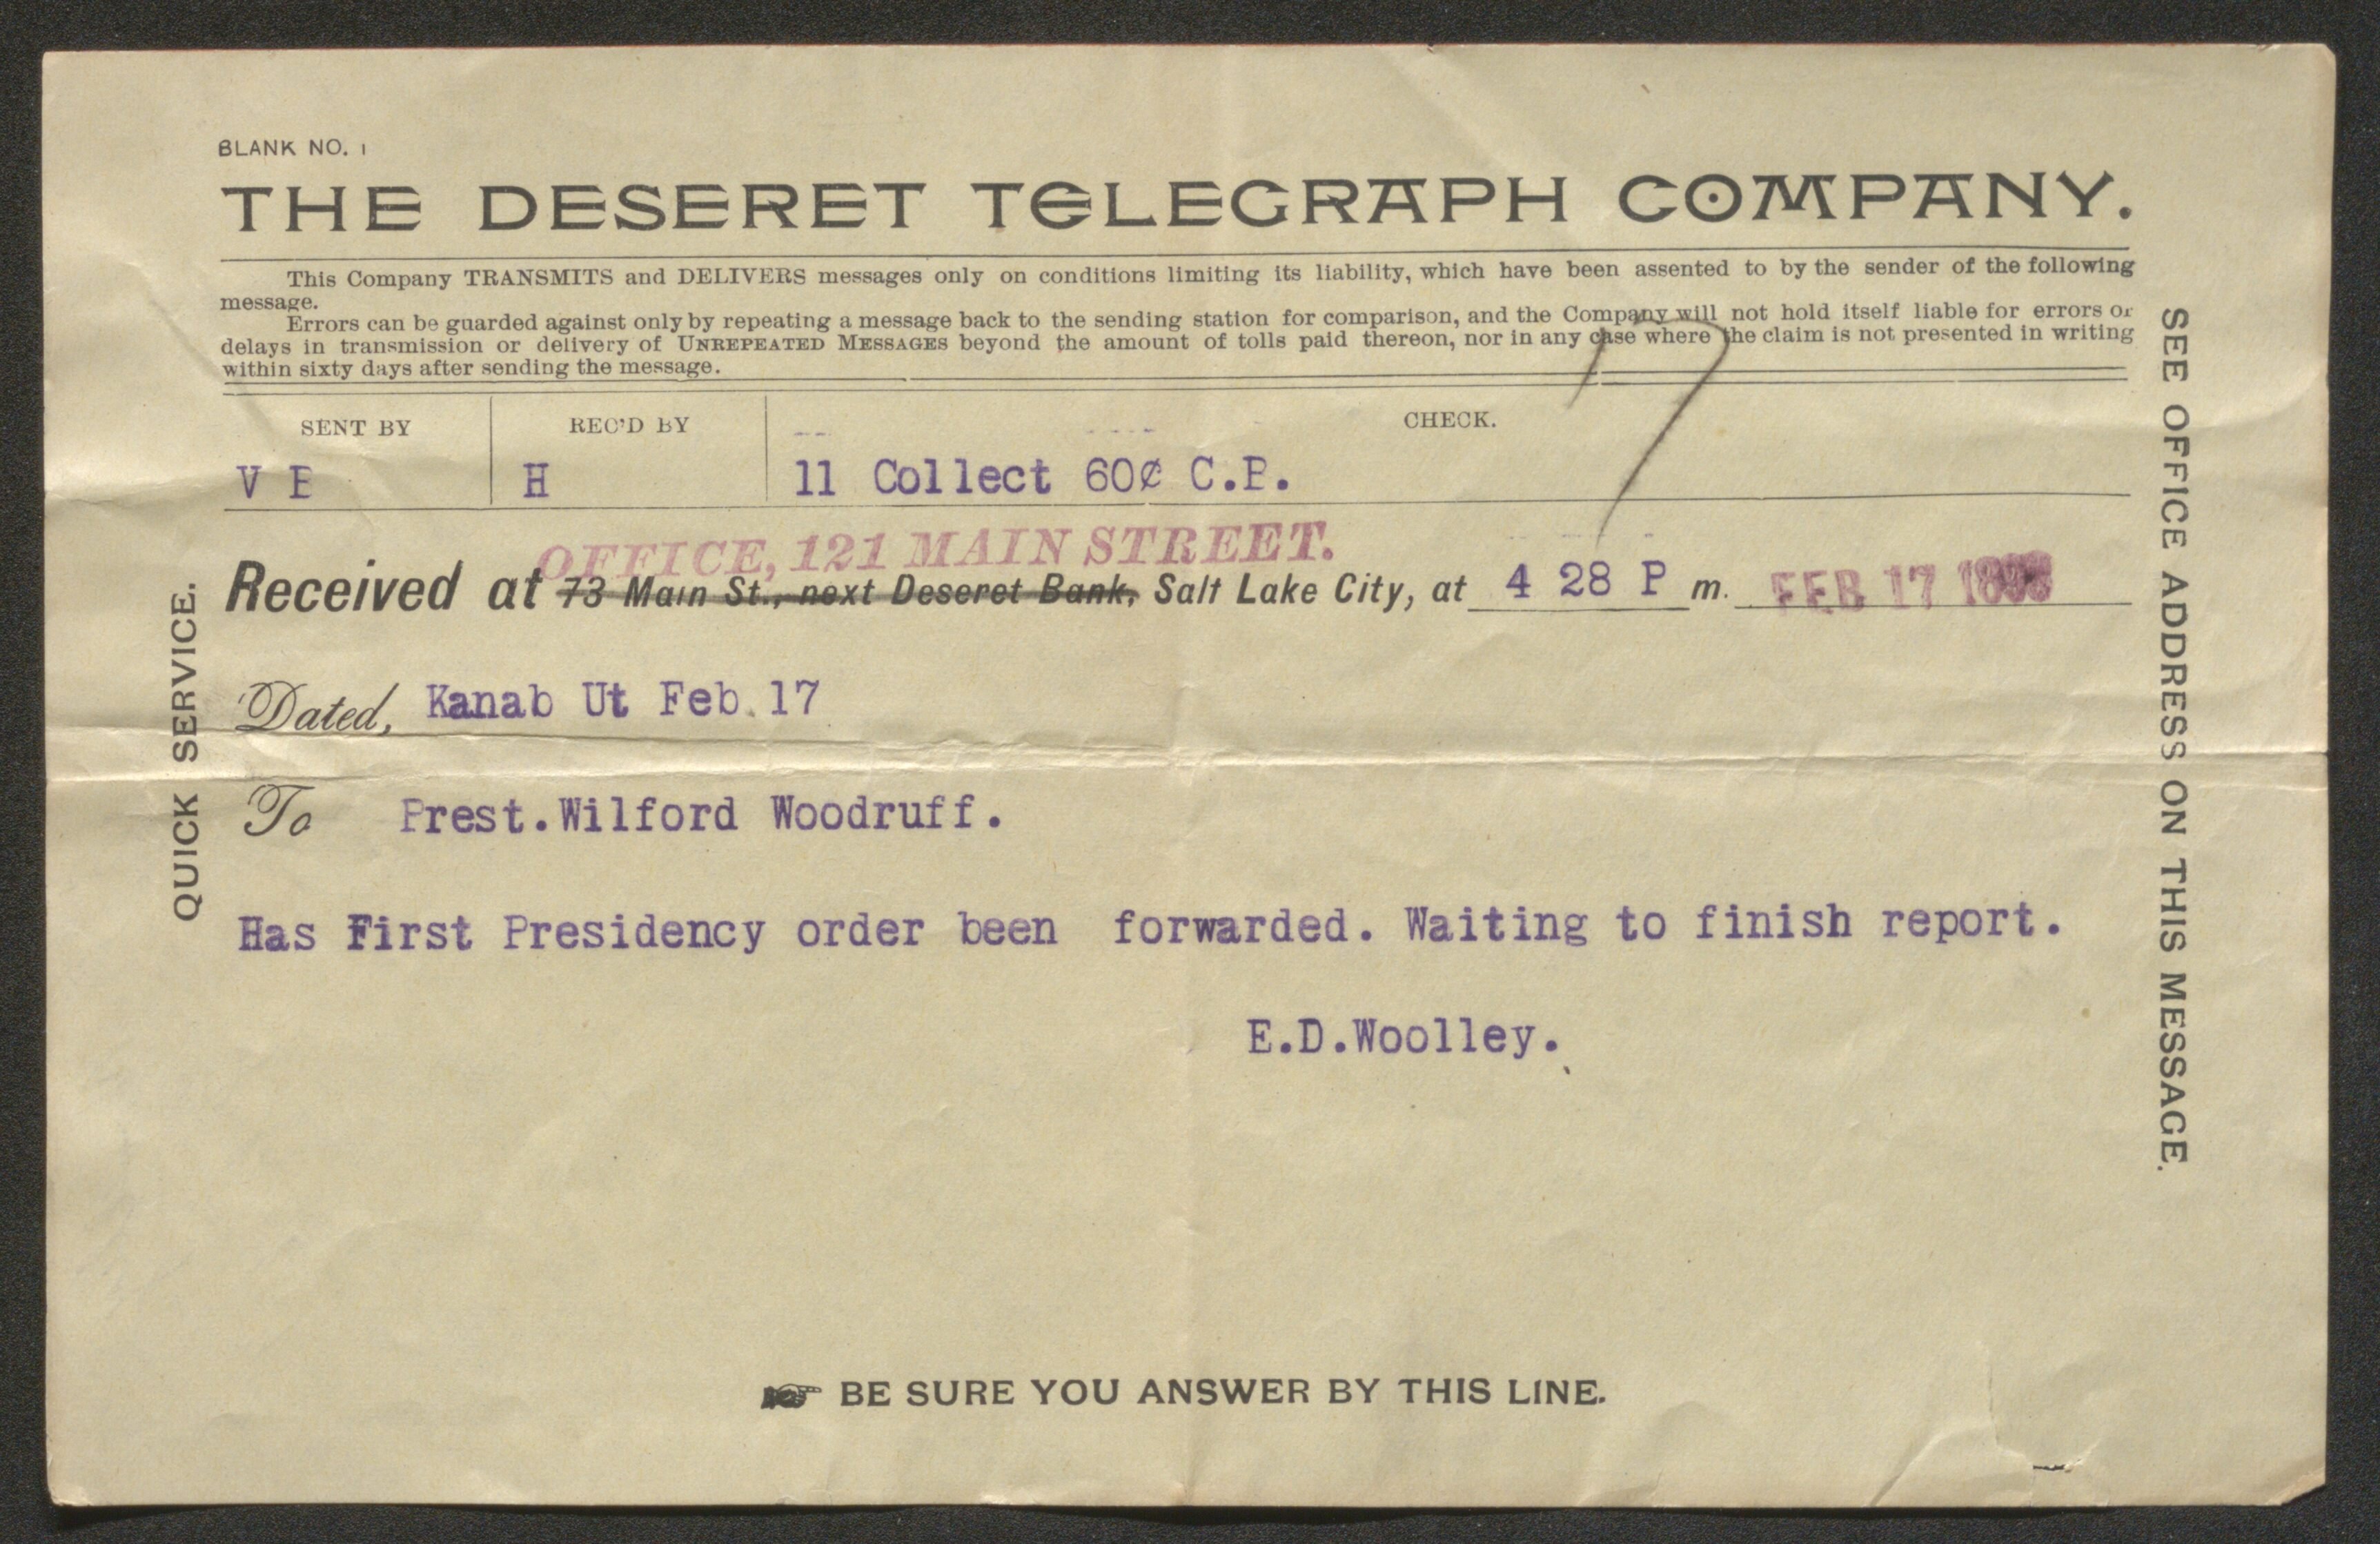 BLANK NO. 1
THE DESERET TELEGRAPH COMPANY.
This Company TRANSMITS and DELIVERS messages only on conditions limiting its liability, which have been assented to by the sender of the following
message.
Errors can be guarded against only by repeating a message back to the sending station for comparison, and the Company will not hold itself liable for errors or
delays in transmission or delivery of UNREPEATED MESSAGES beyond the amount of tolls paid thereon, nor in any case where the claim is not presented in writing
within sixty days after sending the message.
SENT BY REC'D BY CHECK.
V H 11 Collect 60¢ C.P.
OFFICE, 121 MAIN STREET.
Received at 73 Main St., next Deseret Bank, Salt Lake City, at 4 28 P m. FEB 17
Dated, Kanab Ut Feb. 17
To Prest. Wilford Woodruff.
Has First Presidency order been forwarded. Waiting to finish report.
E.D.Woolley.
BE SURE YOU ANSWER BY THIS LINE.
QUICK SERVICE.
SEE OFFICE ADDRESS ON THIS MESSAGE.